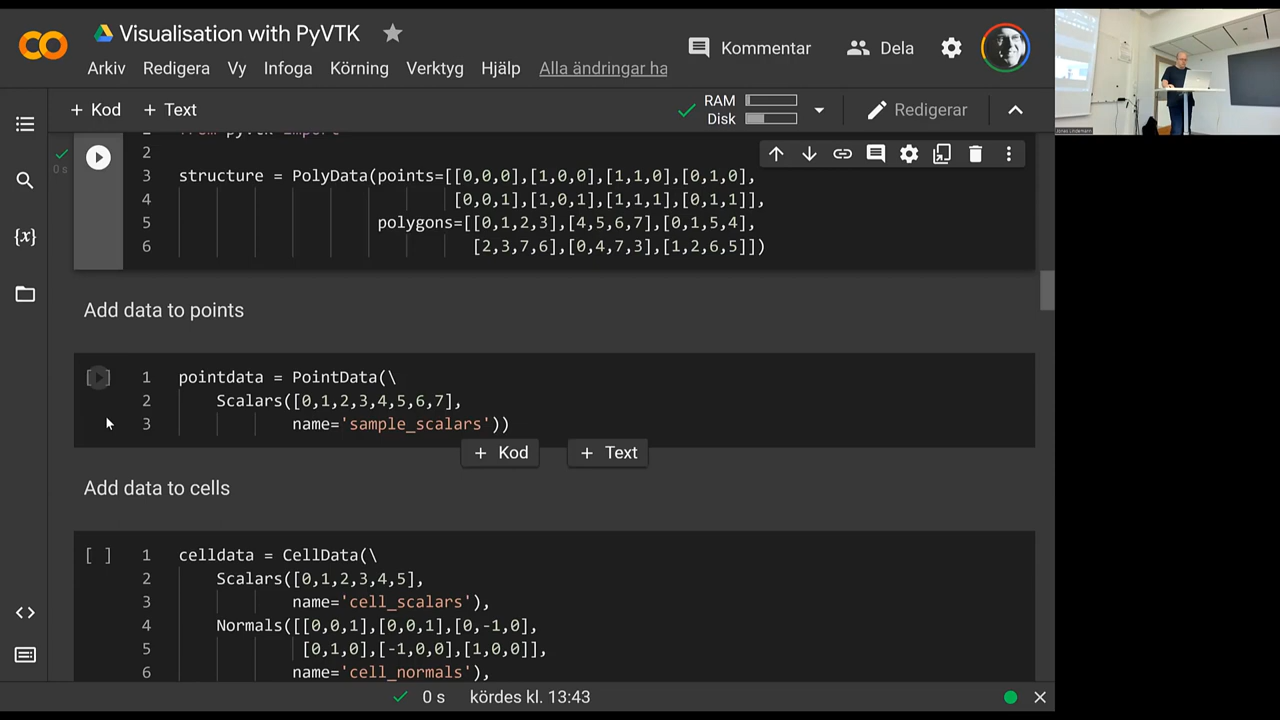 Visualisation with PyVTK
Kommentar
Dela
Arkiv Redigera Vy Infoga Körning Verktyg Hjälp Alla ändringar ha
+ Kod + Text
RAM
Disk
Redigerar
1 from pyvtk import
2
3 structure = PolyData(points=[[0,0,0],[1,0,0],[1,1,0],[0,1,0],
4 [0,0,1],[1,0,1],[1,1,1],[0,1,1]],
5 polygons=[[0,1,2,3],[4,5,6,7],[0,1,5,4],
6 [2,3,7,6],[0,4,7,3],[1,2,6,5]])
0 s
{x}
Add data to points
[ ] 1 pointdata = PointData(\
2 Scalars([0,1,2,3,4,5,6,7],
3 name='sample_scalars'))
+ Kod + Text
Add data to cells
[ ] 1 celldata = CellData(\
2 Scalars([0,1,2,3,4,5],
3 name='cell_scalars'),
4 Normals([[0,0,1],[0,0,1],[0,-1,0],
5 [0,1,0],[-1,0,0],[1,0,0]],
6 name='cell_normals'),
0 s kördes kl. 13:43
Jonas Lindemann